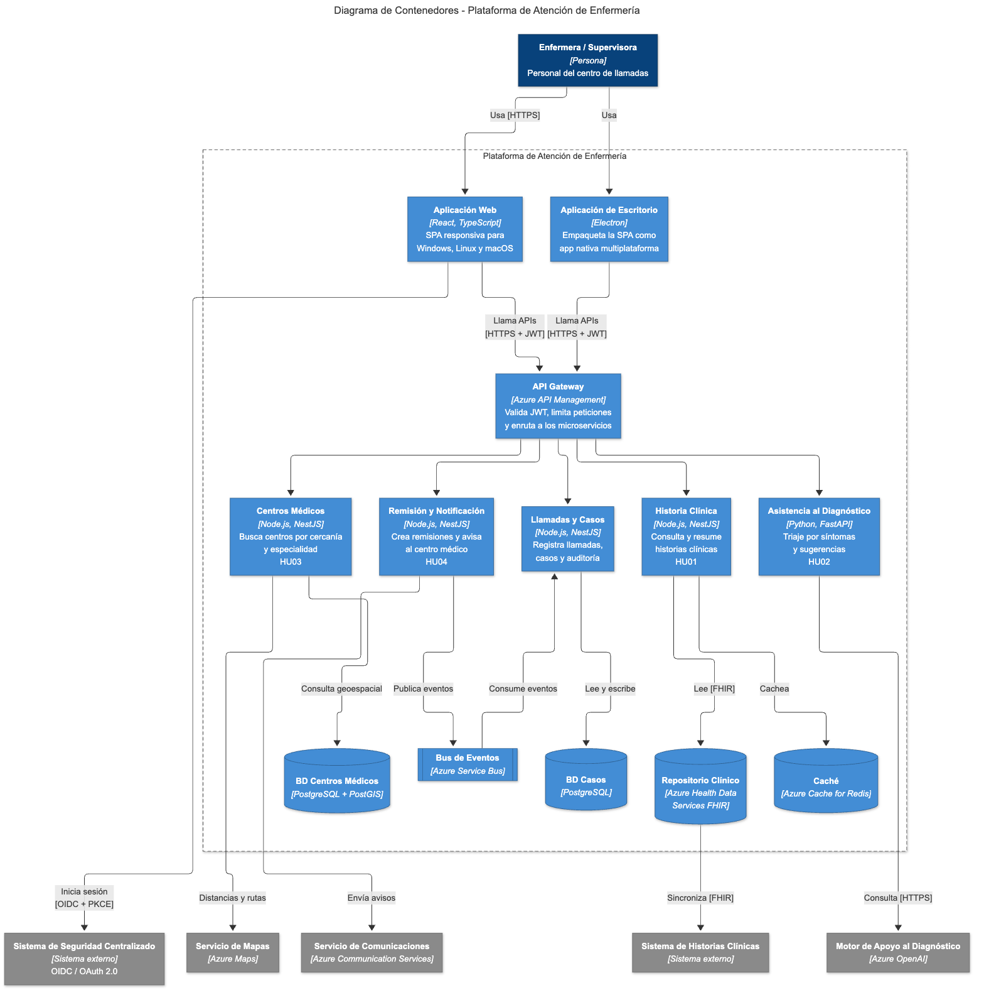 Diagrama de Contenedores - Plataforma de Atención de Enfermería
Enfermera / Supervisora
[Persona]
Personal del centro de llamadas
Usa [HTTPS]
Usa
Plataforma de Atención de Enfermería
Aplicación Web
[React, TypeScript]
SPA responsiva para
Windows, Linux y macOS
Aplicación de Escritorio
[Electron]
Empaqueta la SPA como
app nativa multiplataforma
Llama APIs
[HTTPS + JWT]
Llama APIs
[HTTPS + JWT]
API Gateway
[Azure API Management]
Valida JWT, limita peticiones
y enruta a los microservicios
Centros Médicos
[Node.js, NestJS]
Busca centros por cercanía
y especialidad
HU03
Remisión y Notificación
[Node.js, NestJS]
Crea remisiones y avisa
al centro médico
HU04
Llamadas y Casos
[Node.js, NestJS]
Registra llamadas,
casos y auditoría
Historia Clínica
[Node.js, NestJS]
Consulta y resume
historias clínicas
HU01
Asistencia al Diagnóstico
[Python, FastAPI]
Triaje por síntomas
y sugerencias
HU02
Consulta geoespacial
Publica eventos
Consume eventos
Lee y escribe
Lee [FHIR]
Cachea
BD Centros Médicos
[PostgreSQL + PostGIS]
Bus de Eventos
[Azure Service Bus]
BD Casos
[PostgreSQL]
Repositorio Clínico
[Azure Health Data
Services FHIR]
Caché
[Azure Cache for Redis]
Inicia sesión
[OIDC + PKCE]
Distancias y rutas
Envía avisos
Sincroniza [FHIR]
Consulta [HTTPS]
Sistema de Seguridad Centralizado
[Sistema externo]
OIDC / OAuth 2.0
Servicio de Mapas
[Azure Maps]
Servicio de Comunicaciones
[Azure Communication Services]
Sistema de Historias Clínicas
[Sistema externo]
Motor de Apoyo al Diagnóstico
[Azure OpenAI]